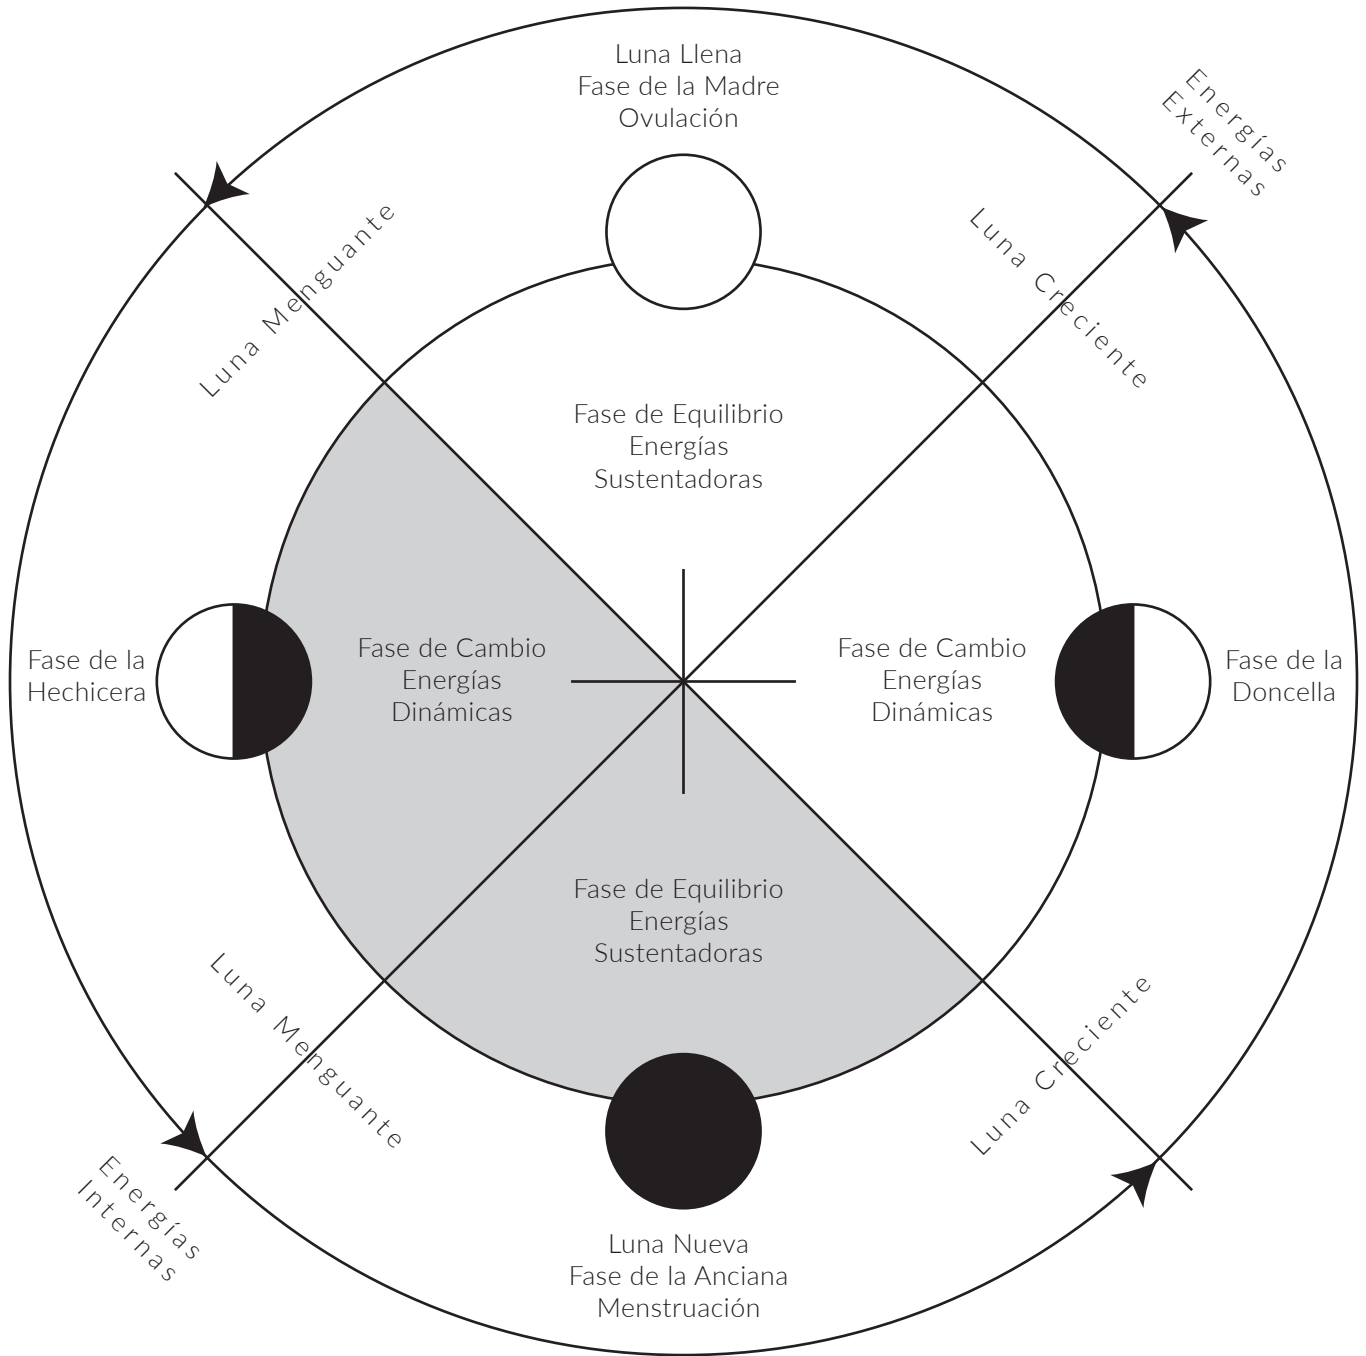 Luna Llena
Fase de la Madre
Ovulación
Energías
Externas
Luna Menguante
Luna Creciente
Fase de Equilibrio
Energías
Sustentadoras
Fase de la
Hechicera
Fase de Cambio
Energías
Dinámicas
Fase de Cambio
Energías
Dinámicas
Fase de la
Doncella
Fase de Equilibrio
Energías
Sustentadoras
Luna Menguante
Luna Creciente
Energías
Internas
Luna Nueva
Fase de la Anciana
Menstruación